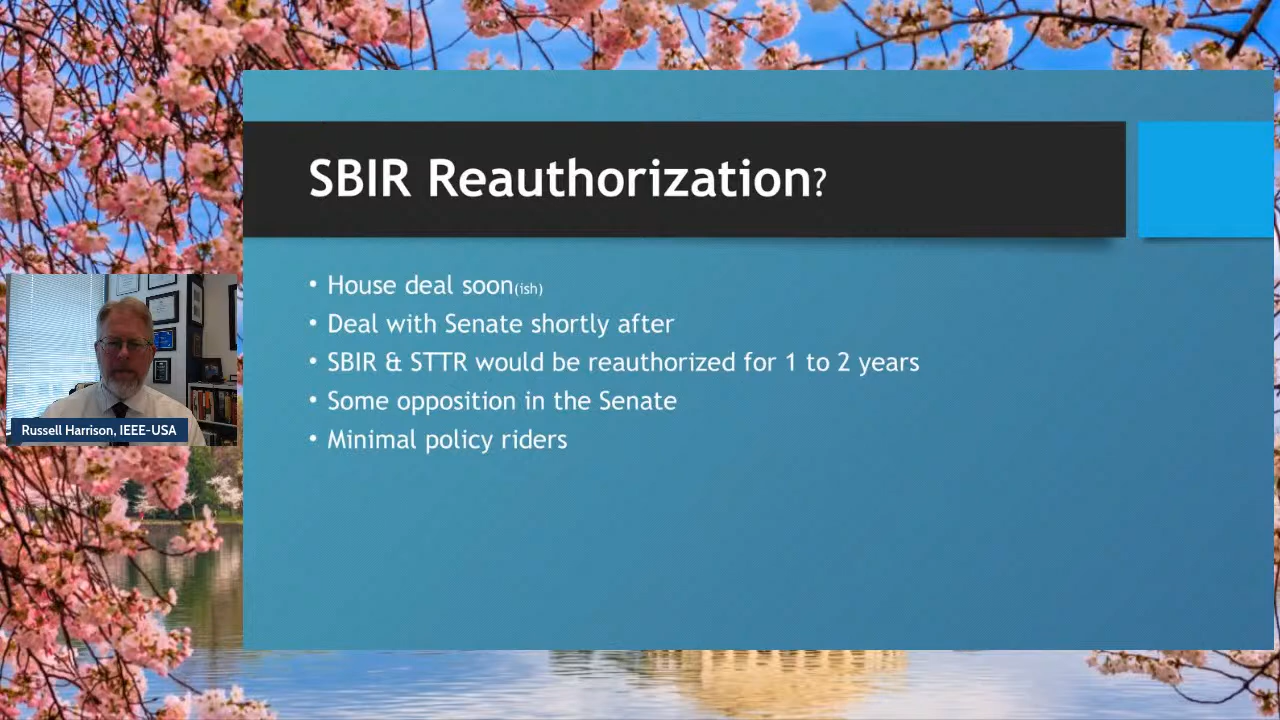 SBIR Reauthorization?
• House deal soon(ish)
• Deal with Senate shortly after
• SBIR & STTR would be reauthorized for 1 to 2 years
• Some opposition in the Senate
• Minimal policy riders
Russell Harrison, IEEE-USA